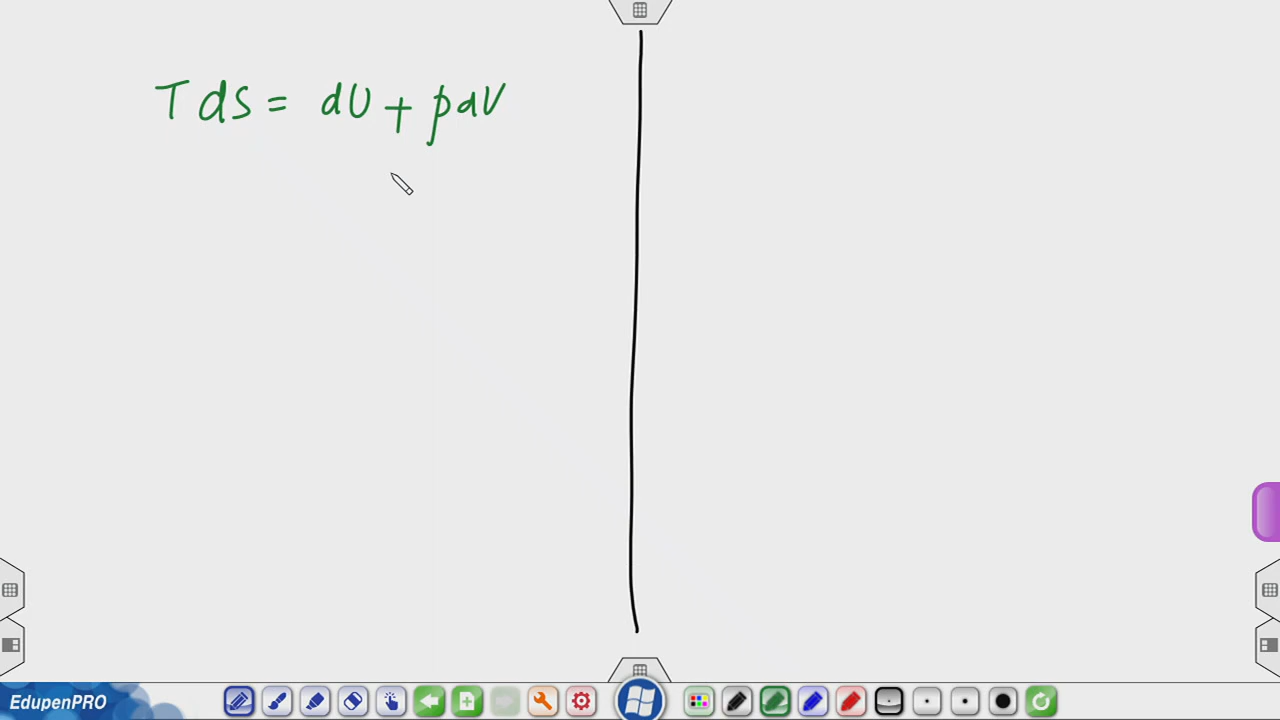 T dS = dU + pdV
EdupenPRO